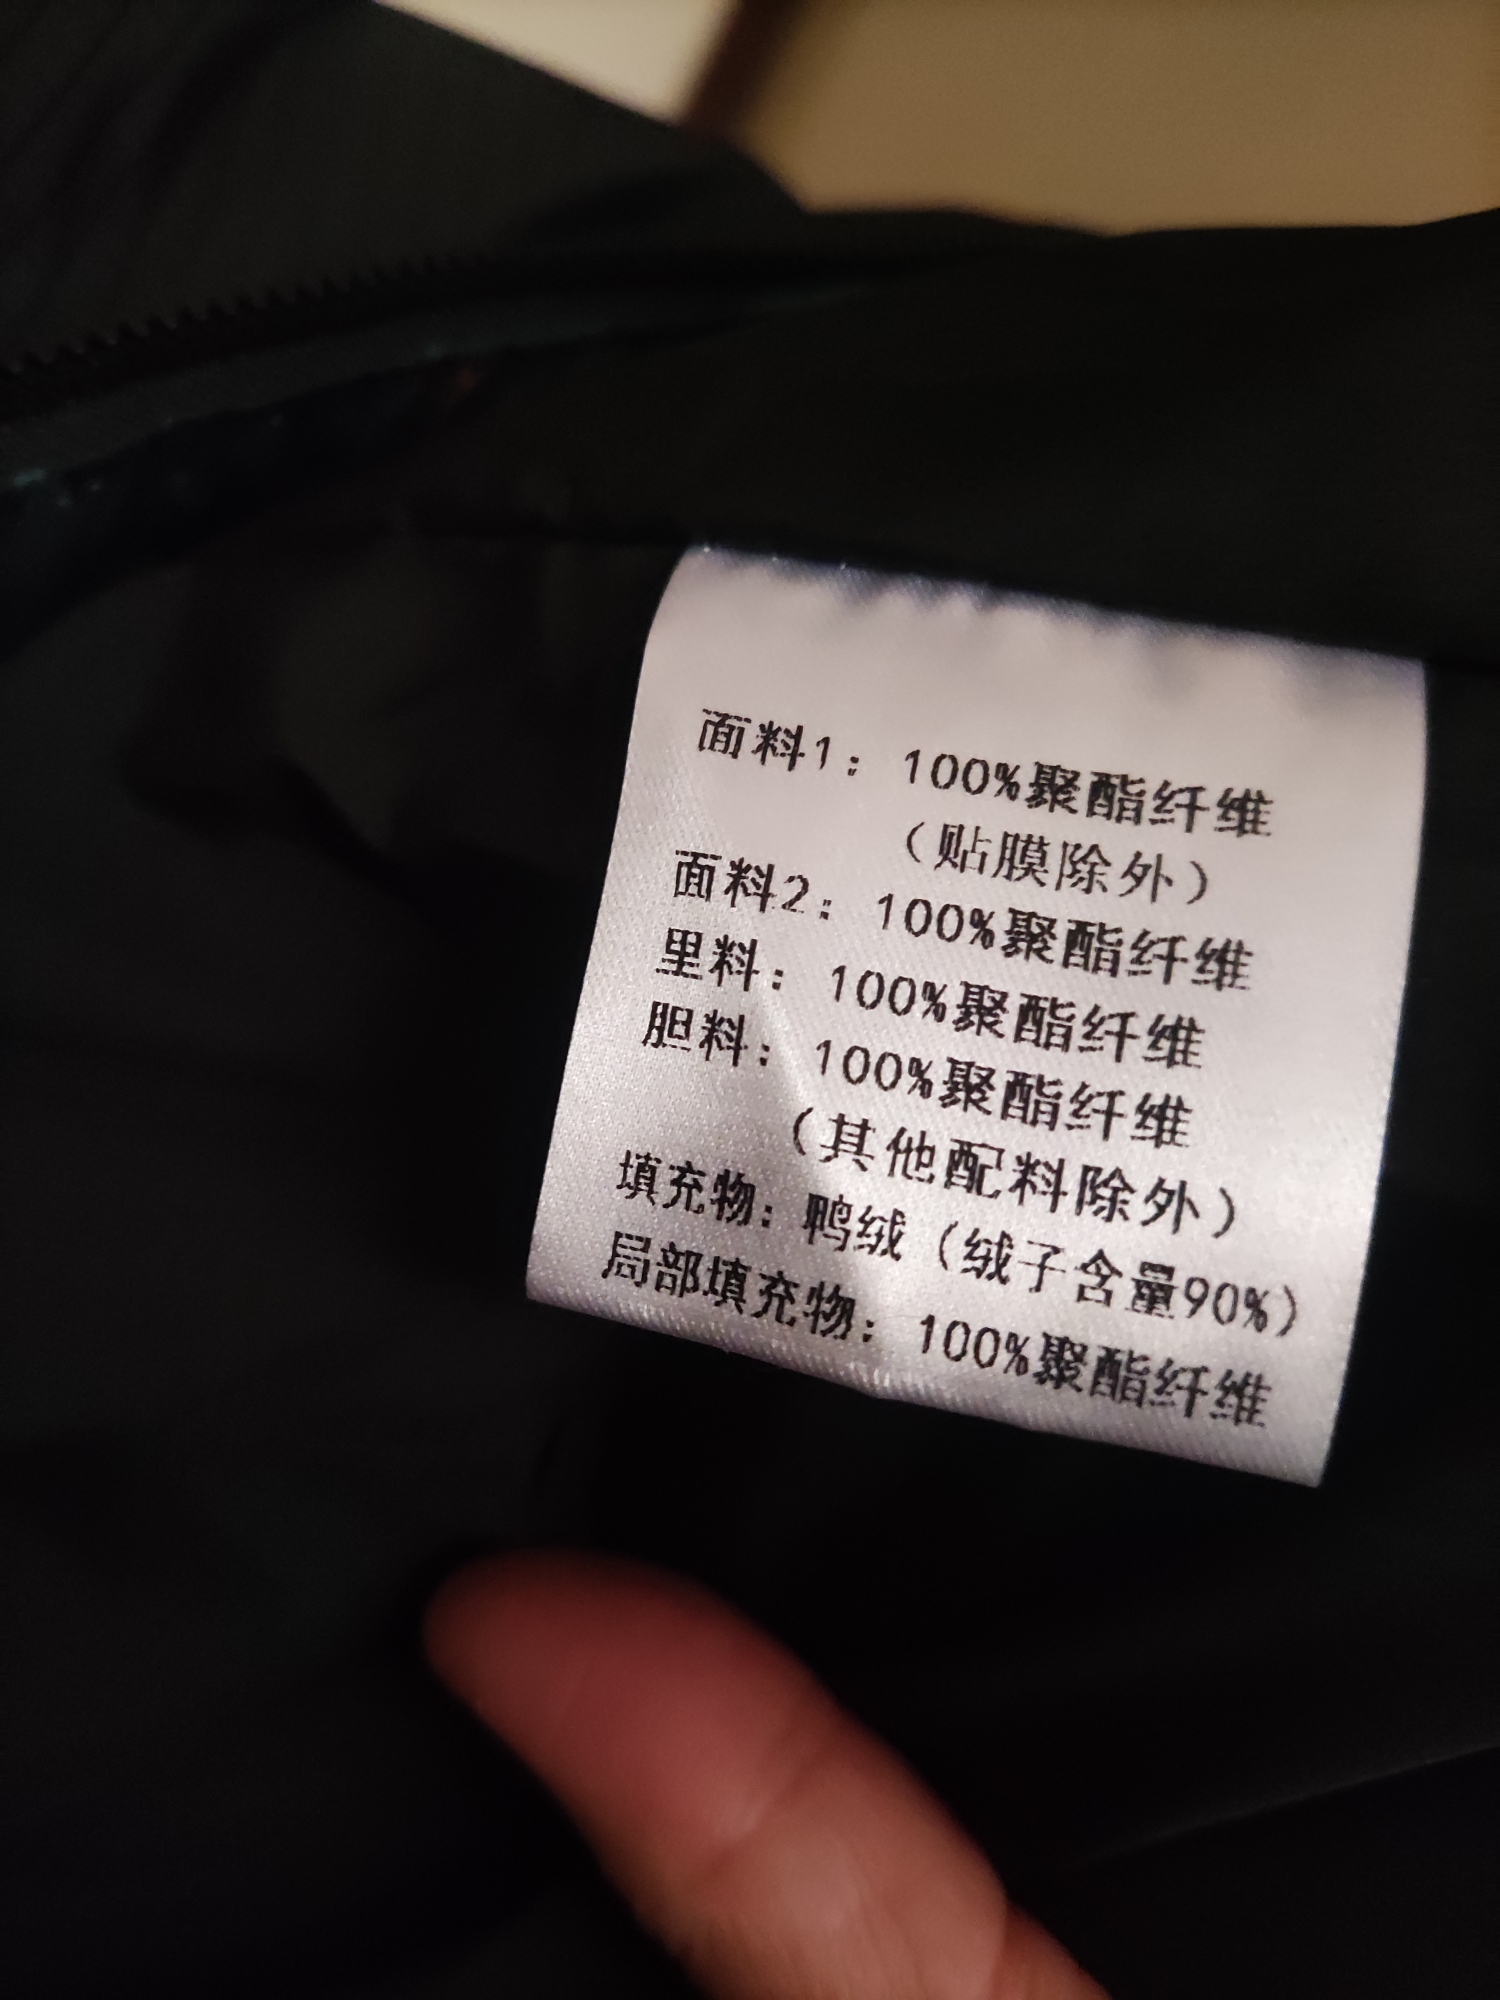 面料1：100%聚酯纤维
（贴膜除外）
面料2：100%聚酯纤维
里料：100%聚酯纤维
胆料：100%聚酯纤维
（其他配料除外）
填充物：鸭绒（绒子含量90%）
局部填充物：100%聚酯纤维